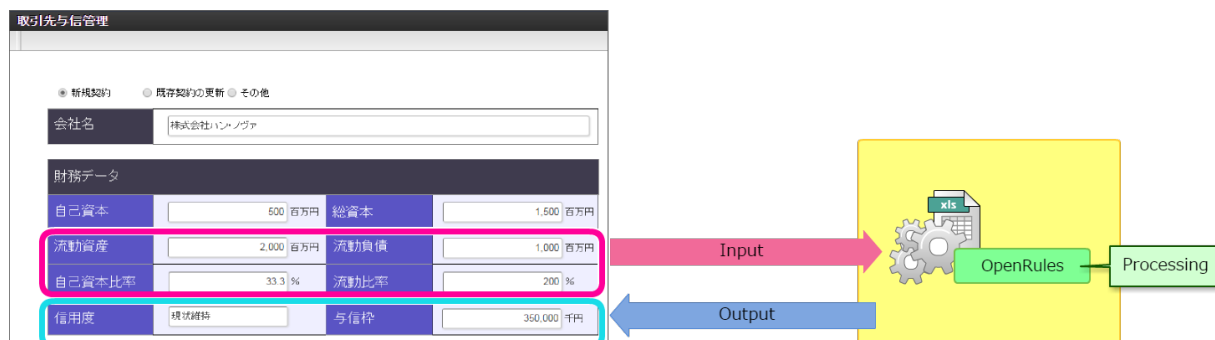 取引先与信管理
新規契約 既存契約の更新 その他
会社名 株式会社ハン・ノヴァ
財務データ
自己資本 500 百万円 総資本 1,500 百万円
流動資産 2,000 百万円 流動負債 1,000 百万円
自己資本比率 33.3 % 流動比率 200 %
信用度 現状維持 与信枠 350,000 千円
Input
Output
xls
OpenRules
Processing